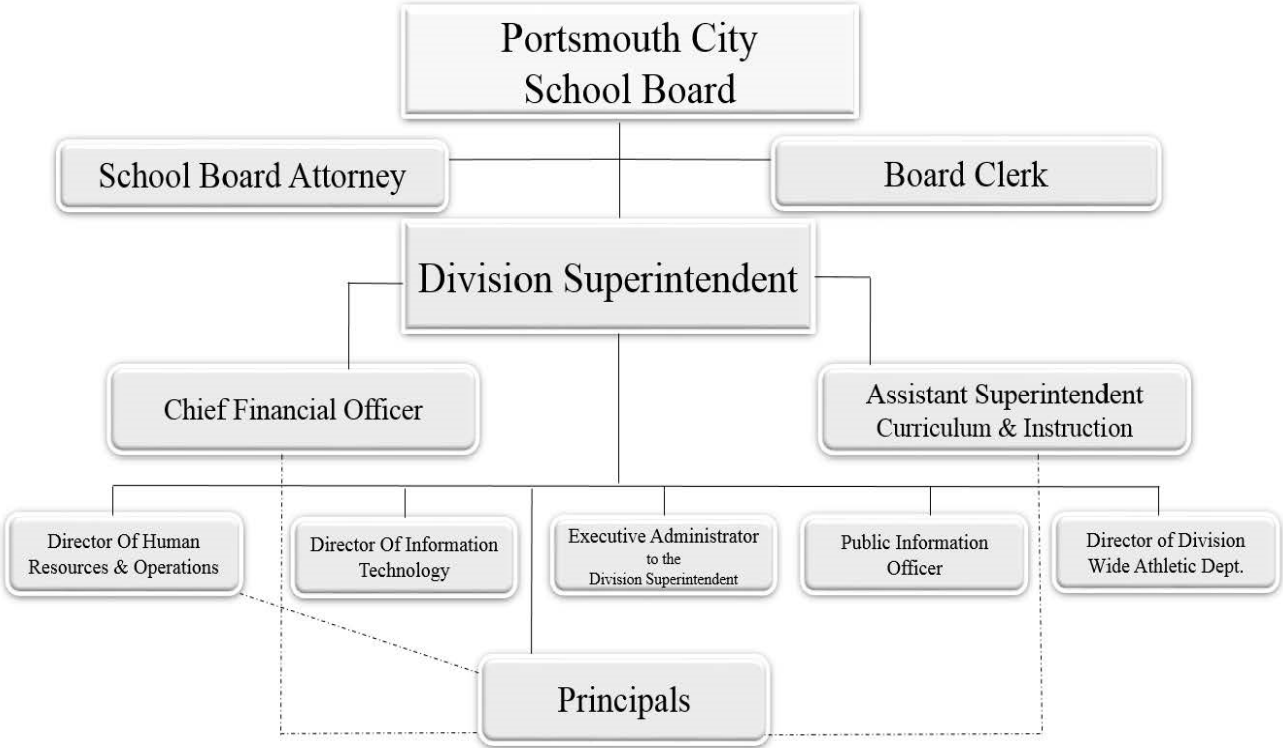 Portsmouth City
School Board
School Board Attorney
Board Clerk
Division Superintendent
Chief Financial Officer
Assistant Superintendent
Curriculum & Instruction
Director Of Human
Resources & Operations
Director Of Information
Technology
Executive Administrator
to the
Division Superintendent
Public Information
Officer
Director of Division
Wide Athletic Dept.
Principals